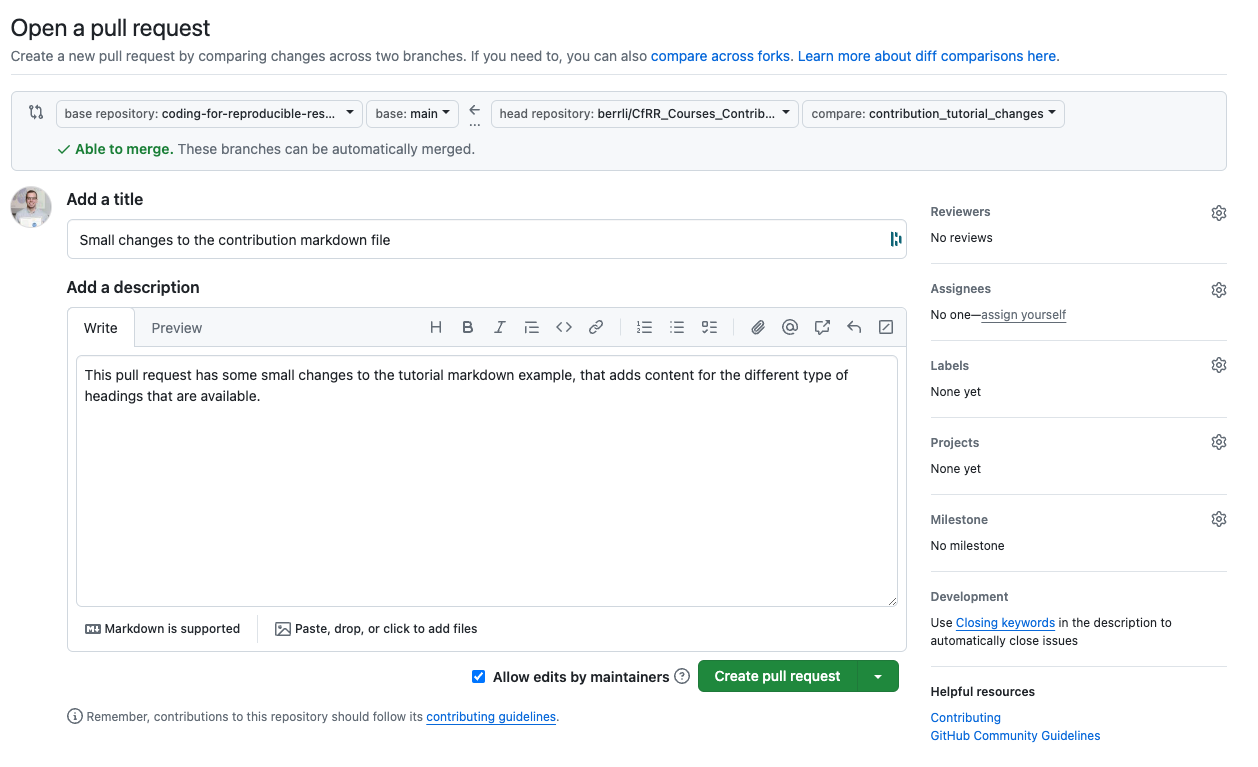 Open a pull request
Create a new pull request by comparing changes across two branches. If you need to, you can also compare across forks. Learn more about diff comparisons here.
base repository: coding-for-reproducible-res... base: main head repository: berrli/CfRR_Courses_Contrib... compare: contribution_tutorial_changes
Able to merge. These branches can be automatically merged.
Add a title
Small changes to the contribution markdown file
Add a description
Write Preview
This pull request has some small changes to the tutorial markdown example, that adds content for the different type of
headings that are available.
Markdown is supported Paste, drop, or click to add files
Allow edits by maintainers Create pull request
Remember, contributions to this repository should follow its contributing guidelines.
Reviewers
No reviews
Assignees
No one—assign yourself
Labels
None yet
Projects
None yet
Milestone
No milestone
Development
Use Closing keywords in the description to
automatically close issues
Helpful resources
Contributing
GitHub Community Guidelines